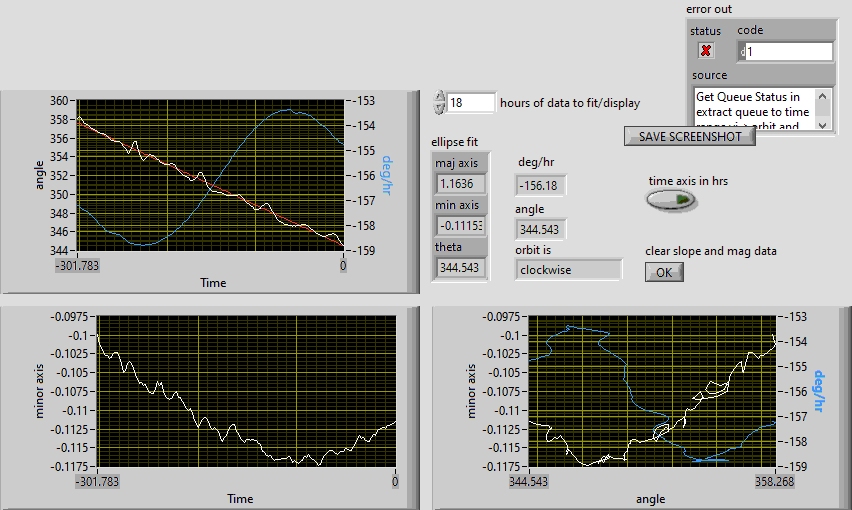 error out
status
code
d1
source
Get Queue Status in
extract queue to time
SAVE SCREENSHOT
18
hours of data to fit/display
ellipse fit
maj axis
1.1636
min axis
-0.11153
theta
344.543
deg/hr
-156.18
angle
344.543
orbit is
clockwise
time axis in hrs
clear slope and mag data
OK
360
358
356
354
352
350
348
346
344
angle
-153
-154
-155
-156
-157
-158
-159
deg/hr
-301.783
0
Time
-0.0975
-0.1
-0.1025
-0.105
-0.1075
-0.11
-0.1125
-0.115
-0.1175
minor axis
-301.783
0
Time
-0.0975
-0.1
-0.1025
-0.105
-0.1075
-0.11
-0.1125
-0.115
-0.1175
minor axis
-153
-154
-155
-156
-157
-158
-159
deg/hr
344.543
358.268
angle